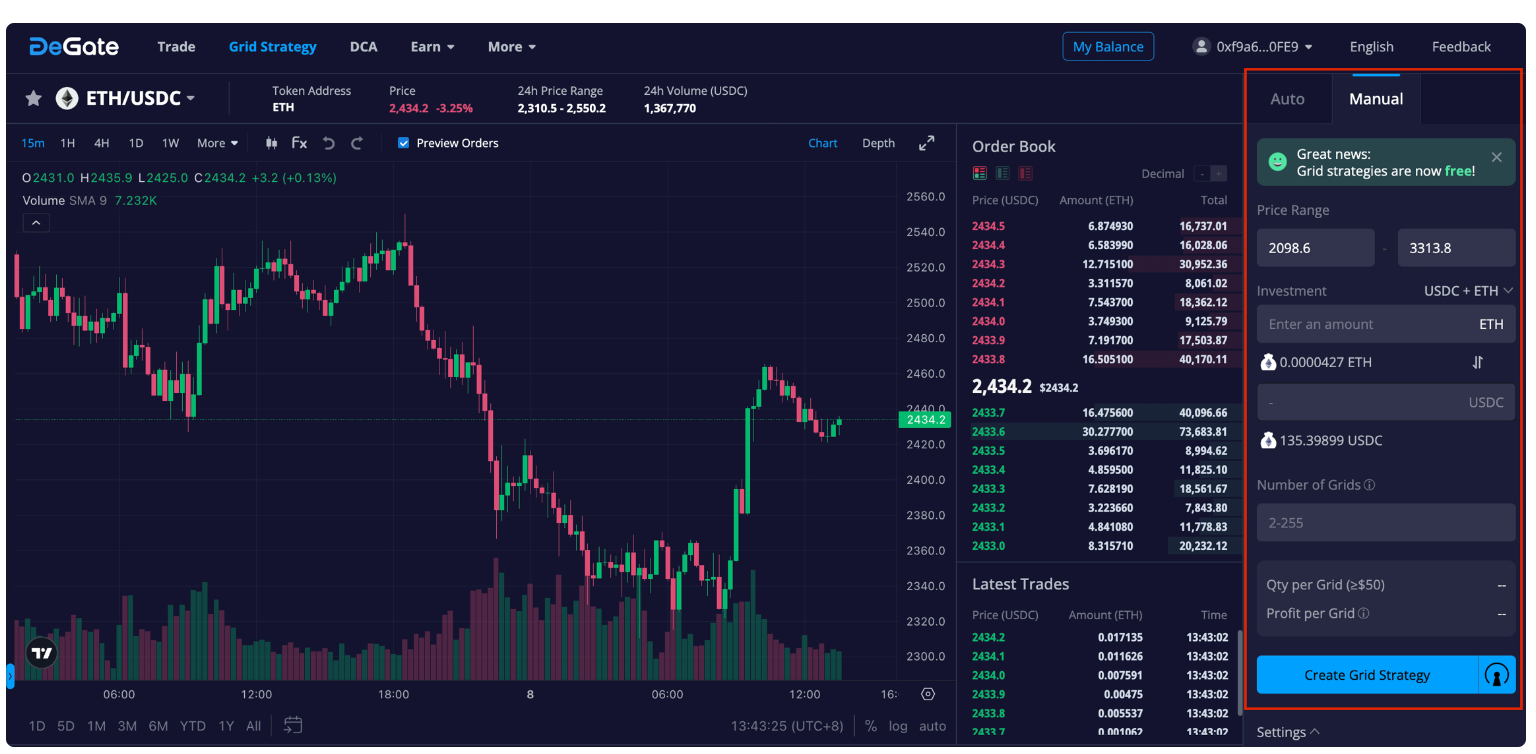 DeGate Trade Grid Strategy DCA Earn More My Balance 0xf9a6...0FE9 English Feedback
ETH/USDC
Token Address
ETH
Price
2,434.2 -3.25%
24h Price Range
2,310.5 - 2,550.2
24h Volume (USDC)
1,367,770
15m 1H 4H 1D 1W More Fx Preview Orders Chart Depth
O2431.0 H2435.9 L2425.0 C2434.2 +3.2 (+0.13%)
Volume SMA 9 7.232K
2560.0
2540.0
2520.0
2500.0
2480.0
2460.0
2440.0
2434.2
2420.0
2400.0
2380.0
2360.0
2340.0
2320.0
2300.0
06:00 12:00 18:00 8 06:00 12:00 16:
1D 5D 1M 3M 6M YTD 1Y All 13:43:25 (UTC+8) % log auto
Order Book
Decimal - +
Price (USDC) Amount (ETH) Total
2434.5 6.874930 16,737.01
2434.4 6.583990 16,028.06
2434.3 12.715100 30,952.36
2434.2 3.311570 8,061.02
2434.1 7.543700 18,362.12
2434.0 3.749300 9,125.79
2433.9 7.191700 17,503.87
2433.8 16.505100 40,170.11
2,434.2 $2434.2
2433.7 16.475600 40,096.66
2433.6 30.277700 73,683.81
2433.5 3.696170 8,994.62
2433.4 4.859500 11,825.10
2433.3 7.628190 18,561.67
2433.2 3.223660 7,843.80
2433.1 4.841080 11,778.83
2433.0 8.315710 20,232.12
Latest Trades
Price (USDC) Amount (ETH) Time
2434.2 0.017135 13:43:02
2434.1 0.011626 13:43:02
2434.0 0.007591 13:43:02
2433.9 0.00475 13:43:02
2433.8 0.005537 13:43:02
2433.7 0.001062 13:43:02
Auto Manual
Great news:
Grid strategies are now free!
Price Range
2098.6 - 3313.8
Investment USDC + ETH
Enter an amount ETH
0.0000427 ETH
- USDC
135.39899 USDC
Number of Grids
2-255
Qty per Grid (≥$50) --
Profit per Grid --
Create Grid Strategy
Settings